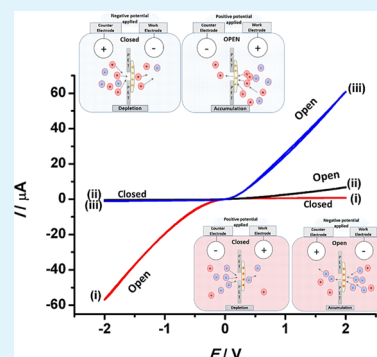 Negative potential
applied
Positive potential
applied
Counter
Electrode
Work
Electrode
Counter
Electrode
Work
Electrode
Closed
OPEN
+
-
-
+
Depletion
Accumulation
I / μA
60
40
20
0
-20
-40
-60
(iii)
Open
(ii)
(iii)
Closed
Open
(ii)
(i)
Closed
(i)
Open
Positive potential
applied
Negative potential
applied
Counter
Electrode
Work
Electrode
Counter
Electrode
Work
Electrode
Closed
Open
-
+
+
-
Depletion
Accumulation
-2
-1
0
1
2
E / V